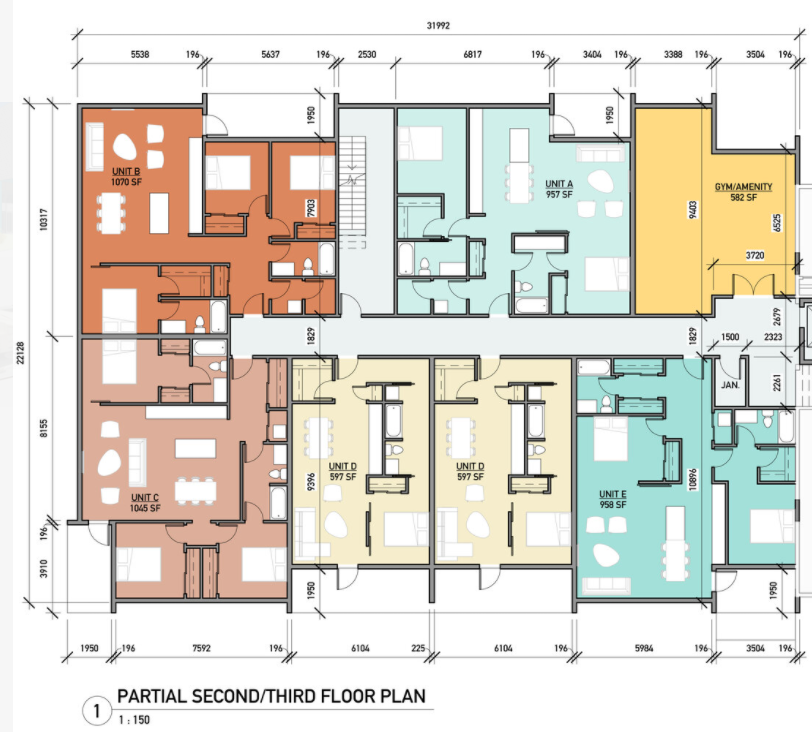 31992
5538 196 5637 196 2530 6817 196 3404 196 3388 196 3504 196
1950
1950
UNIT B
1070 SF
7903
UNIT A
957 SF
9403
GYM/AMENITY
582 SF
6525
3720
10317
22128
1829
1829
2679
1500 2323
JAN.
2261
8155
UNIT C
1045 SF
9396
UNIT D
597 SF
UNIT D
597 SF
UNIT E
958 SF
10896
196
3910
1950
1950
1950 196 7592 196 6104 225 6104 196 5984 196 3504 196
1 PARTIAL SECOND/THIRD FLOOR PLAN
1 : 150